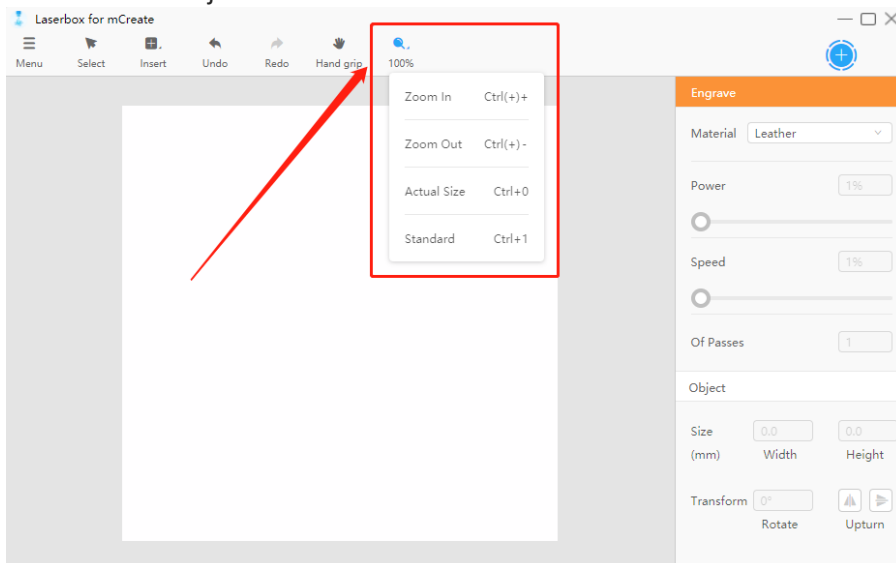 Laserbox for mCreate
Menu Select Insert Undo Redo Hand grip 100%
Zoom In Ctrl(+)+
Zoom Out Ctrl(+)-
Actual Size Ctrl+0
Standard Ctrl+1
Engrave
Material Leather
Power 1%
Speed 1%
Of Passes 1
Object
Size 0.0 0.0
(mm) Width Height
Transform 0°
Rotate Upturn